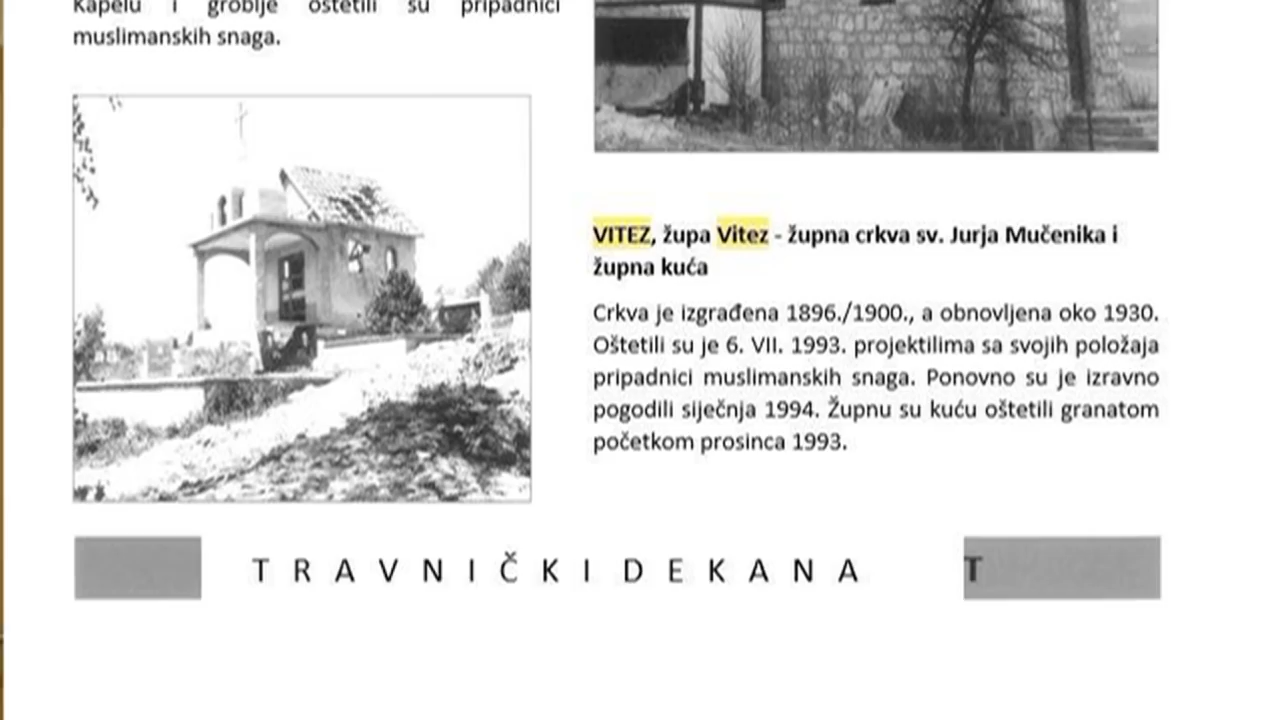 Kapelu i groblje oštetili su pripadnici
muslimanskih snaga.
VITEZ, župa Vitez - župna crkva sv. Jurja Mučenika i
župna kuća
Crkva je izgrađena 1896./1900., a obnovljena oko 1930.
Oštetili su je 6. VII. 1993. projektilima sa svojih položaja
pripadnici muslimanskih snaga. Ponovno su je izravno
pogodili siječnja 1994. Župnu su kuću oštetili granatom
početkom prosinca 1993.
T R A V N I Č K I D E K A N A T